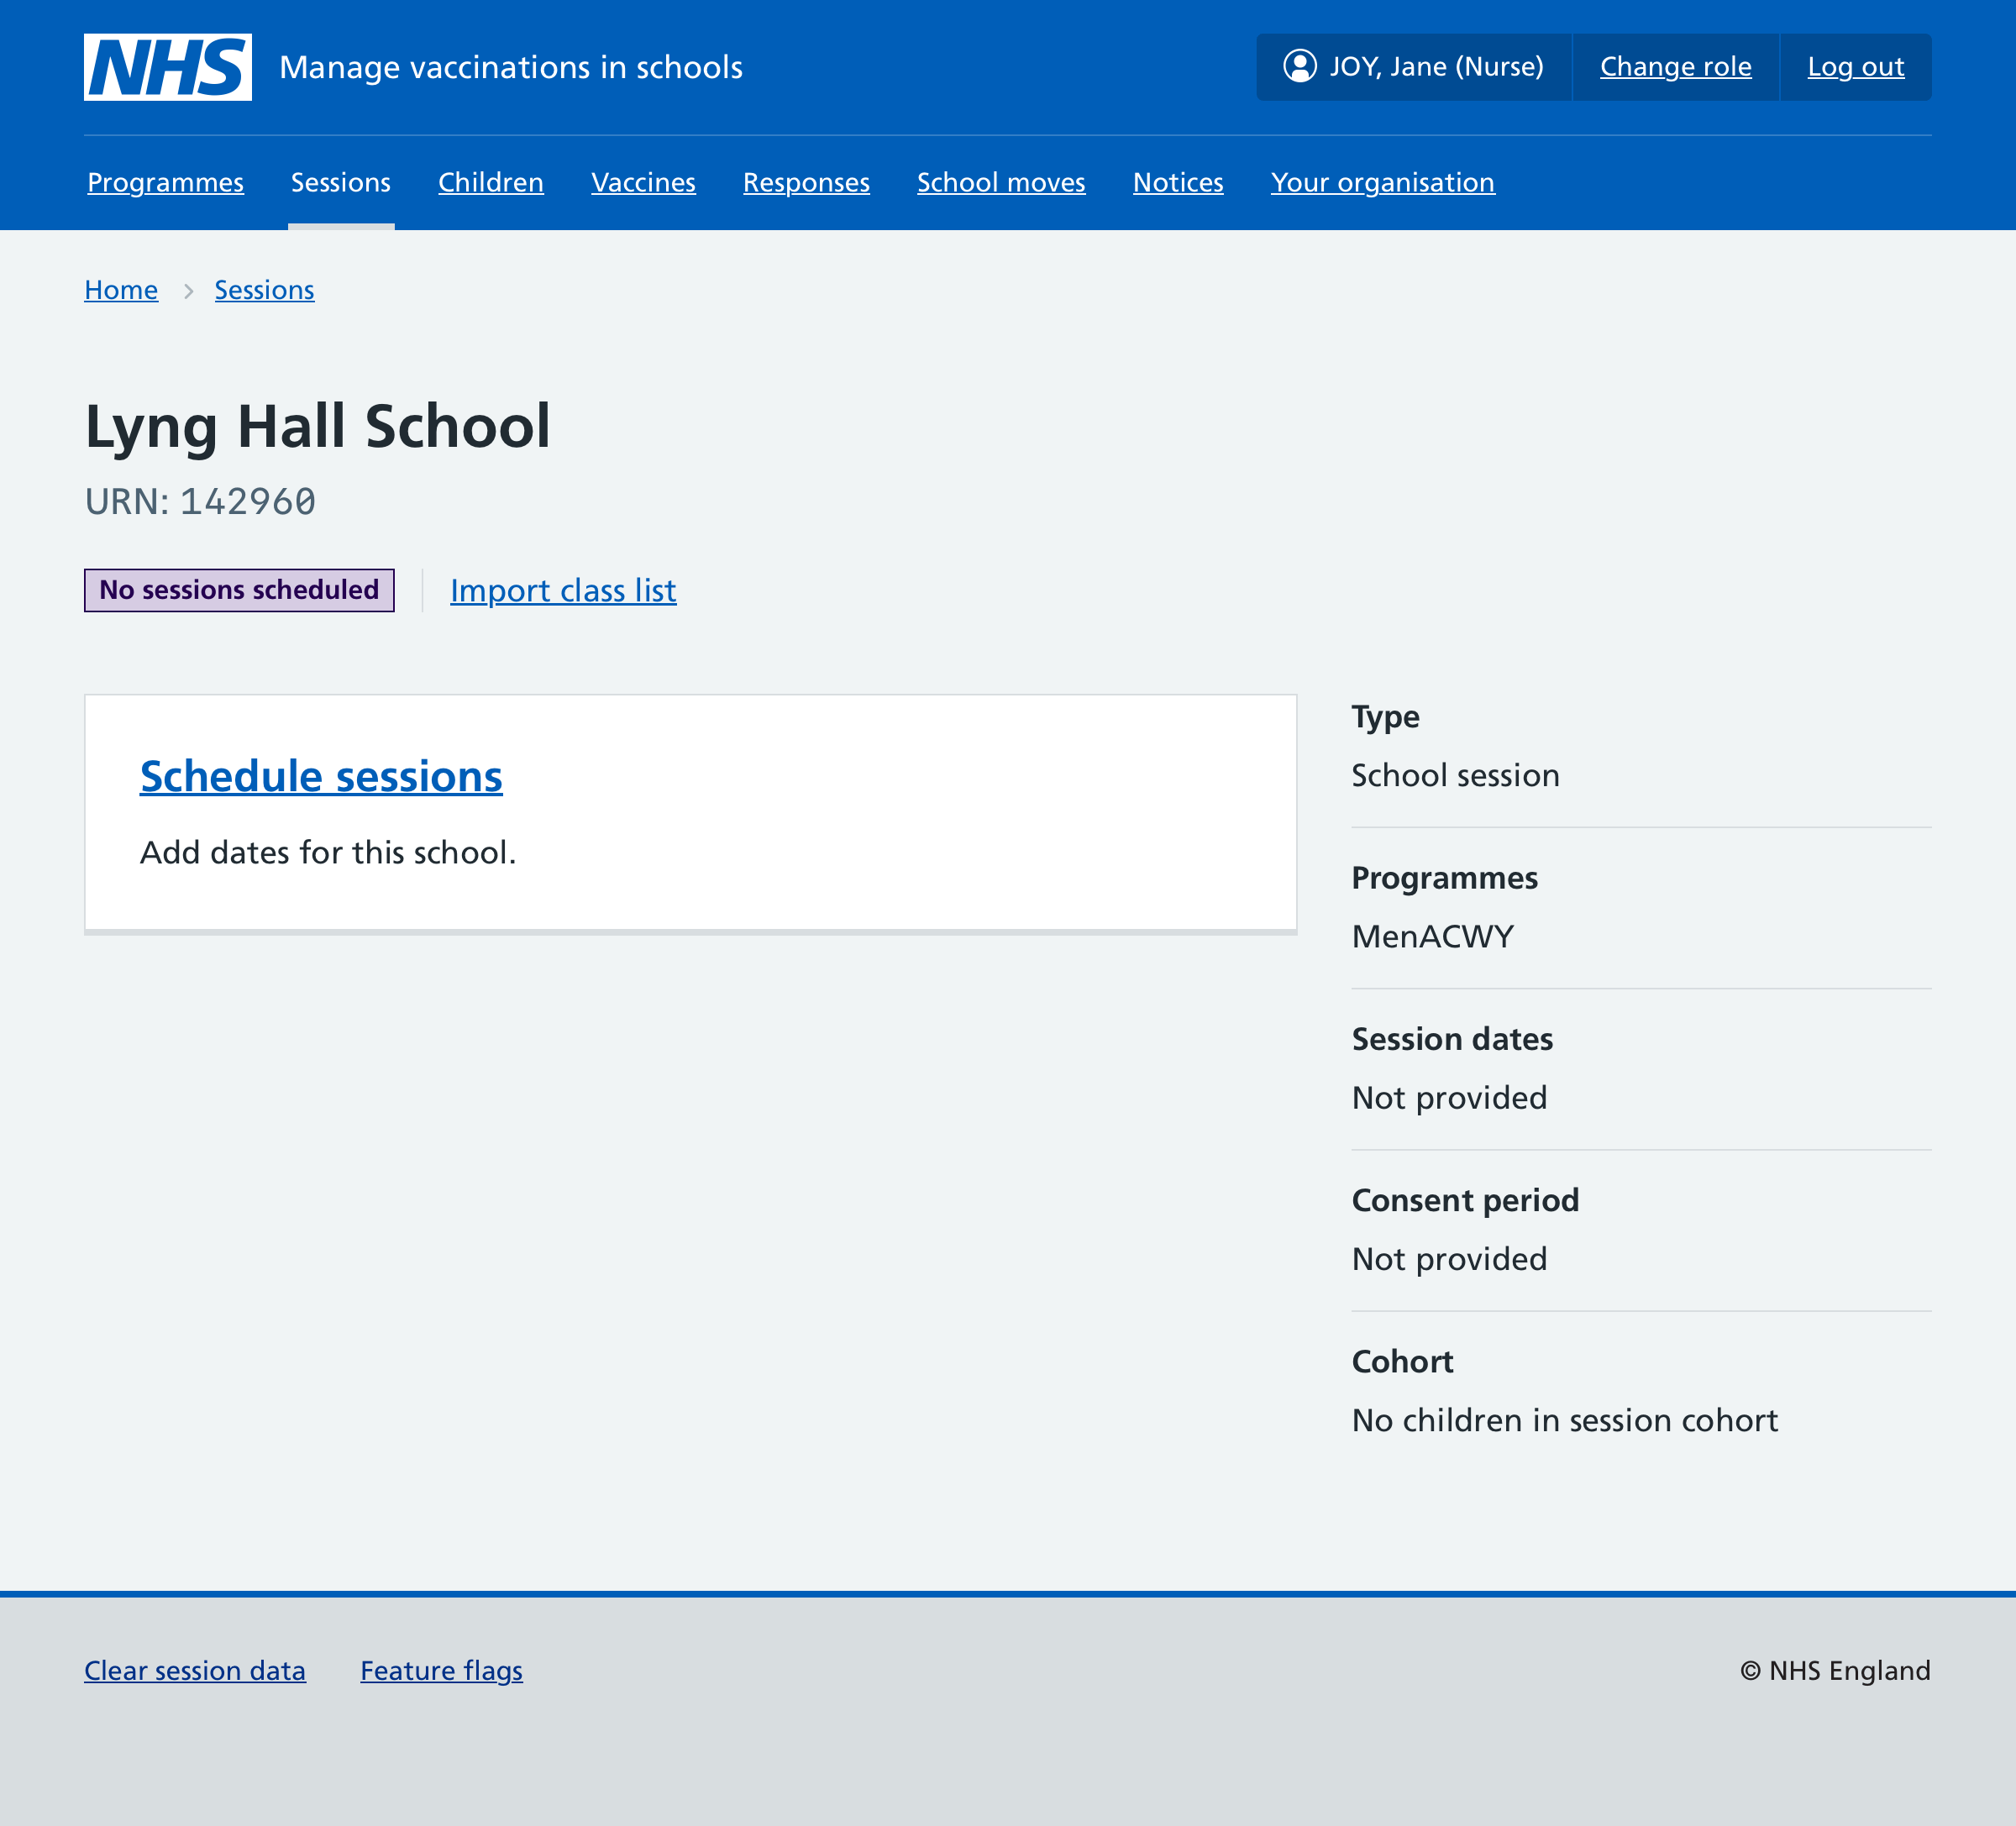 NHS Manage vaccinations in schools
JOY, Jane (Nurse) Change role Log out
Programmes Sessions Children Vaccines Responses School moves Notices Your organisation
Home Sessions
Lyng Hall School
URN: 142960
No sessions scheduled Import class list
Schedule sessions
Add dates for this school.
Type
School session
Programmes
MenACWY
Session dates
Not provided
Consent period
Not provided
Cohort
No children in session cohort
Clear session data Feature flags © NHS England